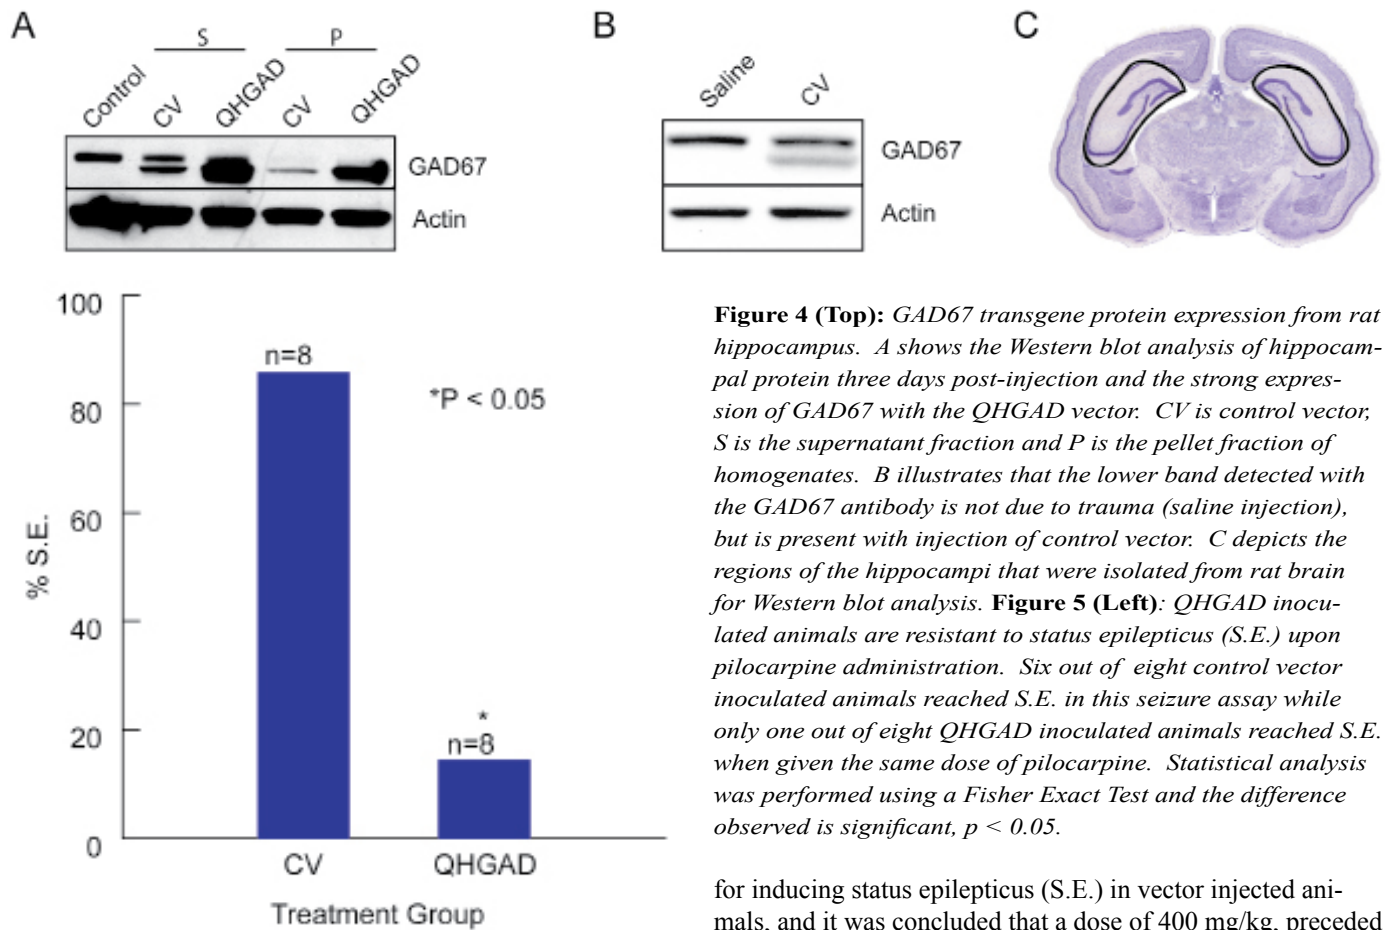 A
B
C
S
P
Control
CV
QHGAD
CV
QHGAD
GAD67
Actin
Saline
CV
GAD67
Actin
100
80
60
40
20
0
% S.E.
n=8
*P < 0.05
*
n=8
CV
QHGAD
Treatment Group
Figure 4 (Top): GAD67 transgene protein expression from rat
hippocampus. A shows the Western blot analysis of hippocam-
pal protein three days post-injection and the strong expres-
sion of GAD67 with the QHGAD vector. CV is control vector,
S is the supernatant fraction and P is the pellet fraction of
homogenates. B illustrates that the lower band detected with
the GAD67 antibody is not due to trauma (saline injection),
but is present with injection of control vector. C depicts the
regions of the hippocampi that were isolated from rat brain
for Western blot analysis. Figure 5 (Left): QHGAD inocu-
lated animals are resistant to status epilepticus (S.E.) upon
pilocarpine administration. Six out of eight control vector
inoculated animals reached S.E. in this seizure assay while
only one out of eight QHGAD inoculated animals reached S.E.
when given the same dose of pilocarpine. Statistical analysis
was performed using a Fisher Exact Test and the difference
observed is significant, p < 0.05.
for inducing status epilepticus (S.E.) in vector injected ani-
mals, and it was concluded that a dose of 400 mg/kg, preceded